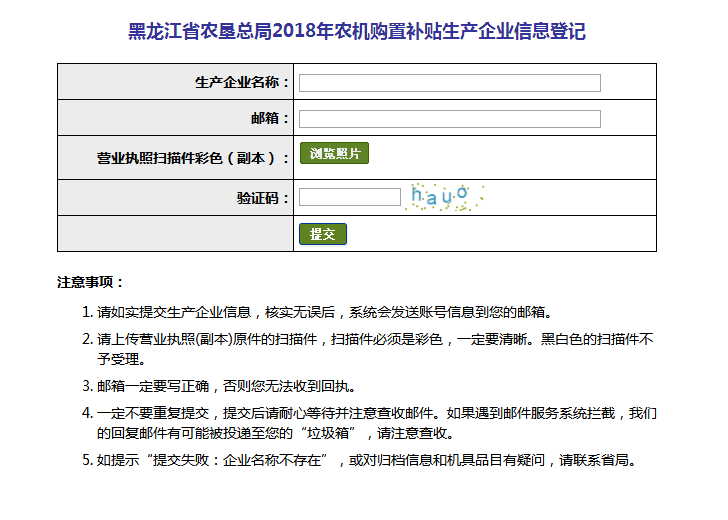 黑龙江省农垦总局2018年农机购置补贴生产企业信息登记
生产企业名称：
邮箱：
营业执照扫描件彩色（副本）：
浏览照片
验证码：
hayo
提交
注意事项：
1. 请如实提交生产企业信息，核实无误后，系统会发送账号信息到您的邮箱。
2. 请上传营业执照(副本)原件的扫描件，扫描件必须是彩色，一定要清晰。黑白色的扫描件不
予受理。
3. 邮箱一定要写正确，否则您无法收到回执。
4. 一定不要重复提交，提交后请耐心等待并注意查收邮件。如果遇到邮件服务系统拦截，我们
的回复邮件有可能被投递至您的“垃圾箱”，请注意查收。
5. 如提示“提交失败：企业名称不存在”，或对归档信息和机具品目有疑问，请联系省局。